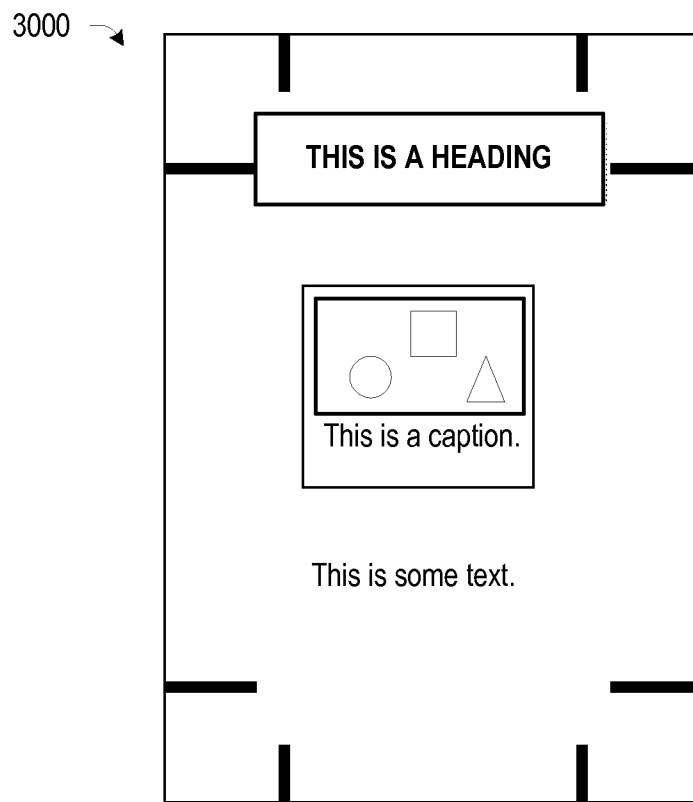 3000
THIS IS A HEADING
This is a caption.
This is some text.